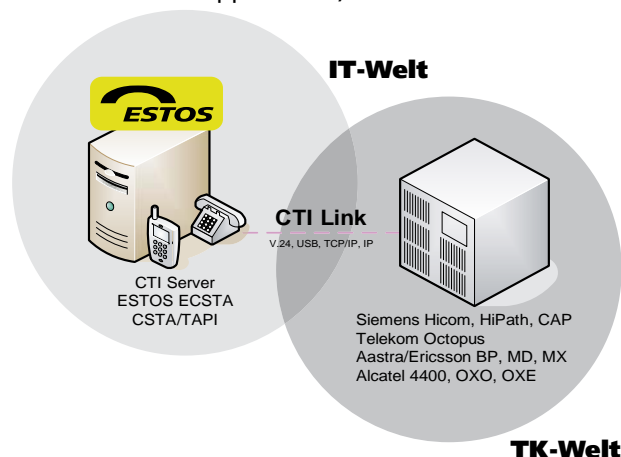 IT-Welt
ESTOS
CTI Link
V.24, USB, TCP/IP, IP
CTI Server
ESTOS ECSTA
CSTA/TAPI
Siemens Hicom, HiPath, CAP
Telekom Octopus
Aastra/Ericsson BP, MD, MX
Alcatel 4400, OXO, OXE
TK-Welt